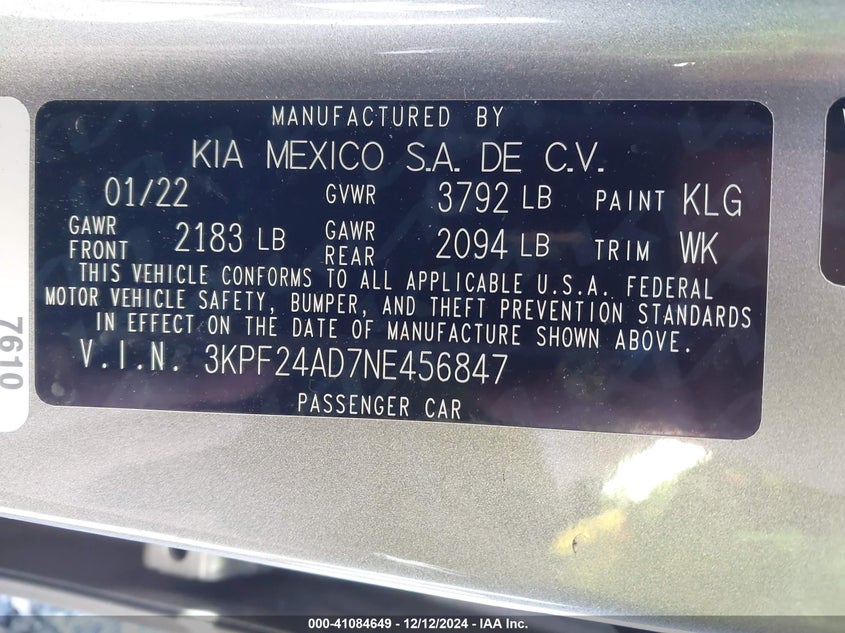 MANUFACTURED BY
KIA MEXICO S.A. DE C.V.
01/22 GVWR 3792 LB PAINT KLG
GAWR FRONT 2183 LB GAWR REAR 2094 LB TRIM WK
THIS VEHICLE CONFORMS TO ALL APPLICABLE U.S.A. FEDERAL
MOTOR VEHICLE SAFETY, BUMPER, AND THEFT PREVENTION STANDARDS
IN EFFECT ON THE DATE OF MANUFACTURE SHOWN ABOVE.
V.I.N. 3KPF24AD7NE456847
PASSENGER CAR
7610
000-41084649 - 12/12/2024 - IAA Inc.